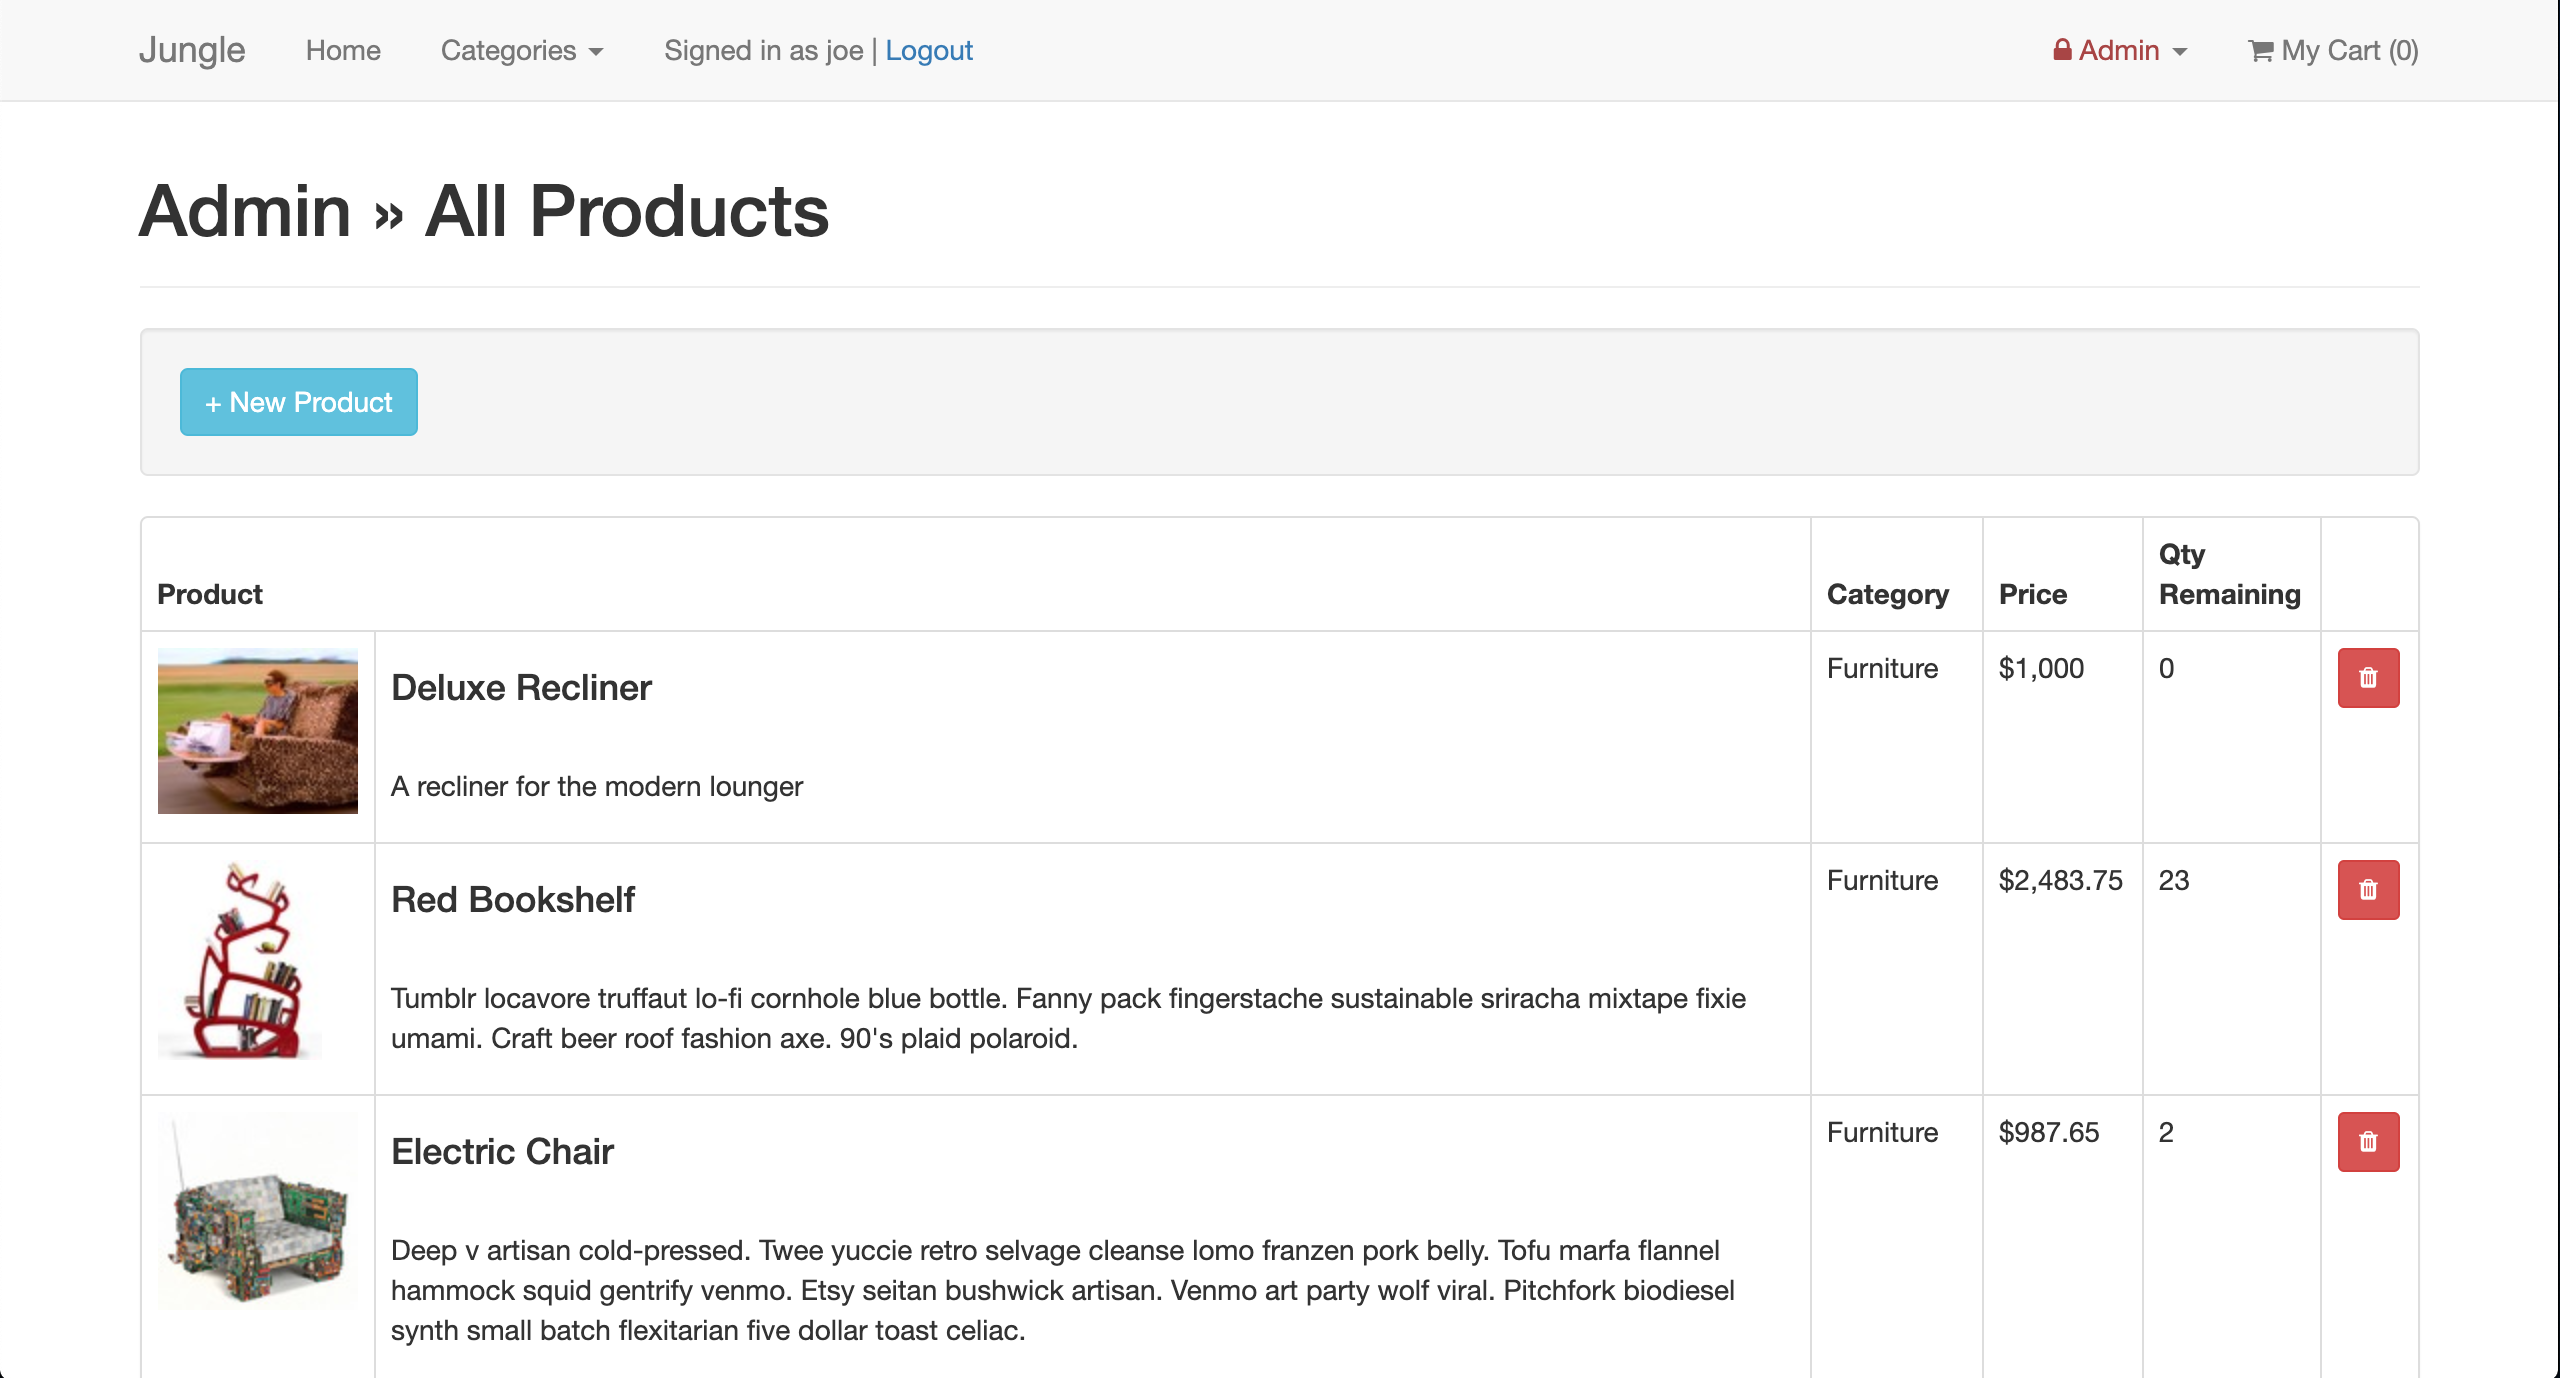 Jungle Home Categories Signed in as joe | Logout Admin My Cart (0)
Admin » All Products
+ New Product
Product Category Price Qty Remaining
Deluxe Recliner Furniture $1,000 0
A recliner for the modern lounger
Red Bookshelf Furniture $2,483.75 23
Tumblr locavore truffaut lo-fi cornhole blue bottle. Fanny pack fingerstache sustainable sriracha mixtape fixie
umami. Craft beer roof fashion axe. 90's plaid polaroid.
Electric Chair Furniture $987.65 2
Deep v artisan cold-pressed. Twee yuccie retro selvage cleanse lomo franzen pork belly. Tofu marfa flannel
hammock squid gentrify venmo. Etsy seitan bushwick artisan. Venmo art party wolf viral. Pitchfork biodiesel
synth small batch flexitarian five dollar toast celiac.